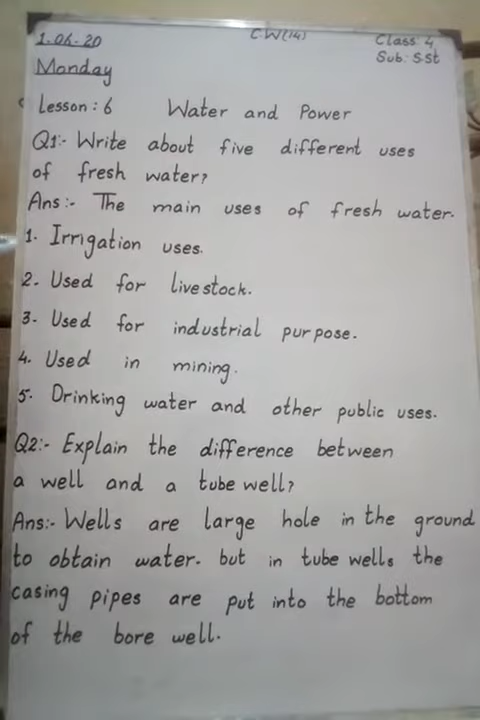 1.06.20 CW(14) Class: 4
Sub: S.St
Monday
Lesson: 6 Water and Power
Q1:- Write about five different uses
of fresh water?
Ans:- The main uses of fresh water.
1. Irrigation uses.
2. Used for livestock.
3. Used for industrial purpose.
4. Used in mining.
5. Drinking water and other public uses.
Q2:- Explain the difference between
a well and a tube well?
Ans:- Wells are large hole in the ground
to obtain water. but in tube wells the
casing pipes are put into the bottom
of the bore well.